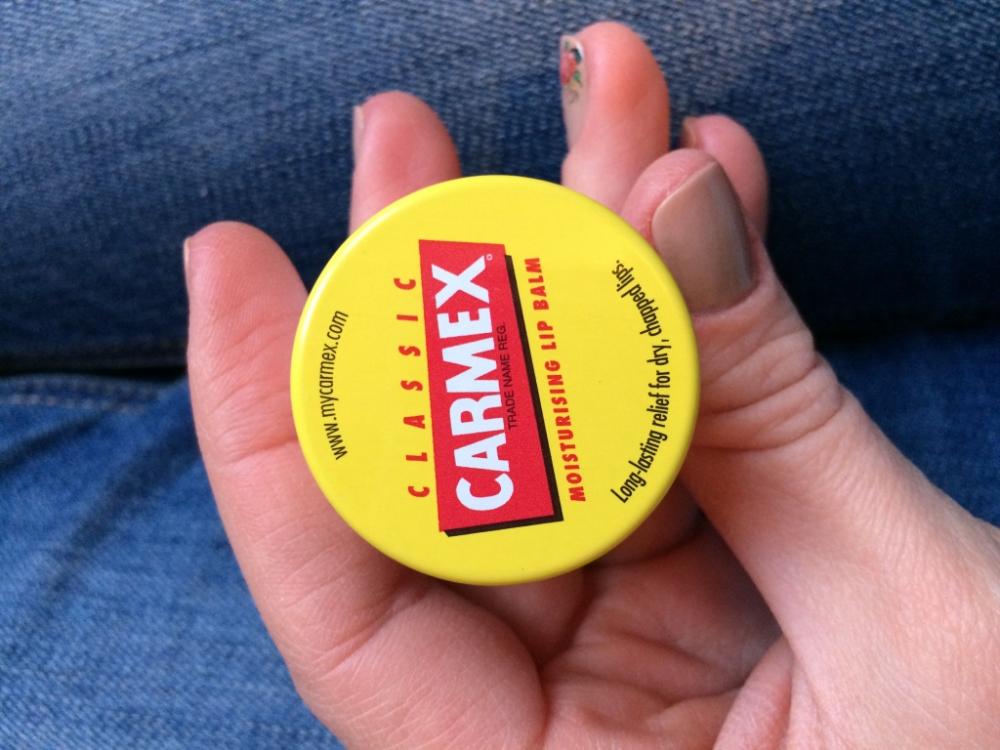 www.mycarmex.com
CLASSIC
CARMEX®
TRADE NAME REG.
MOISTURISING LIP BALM
Long-lasting relief for dry, chapped lips.